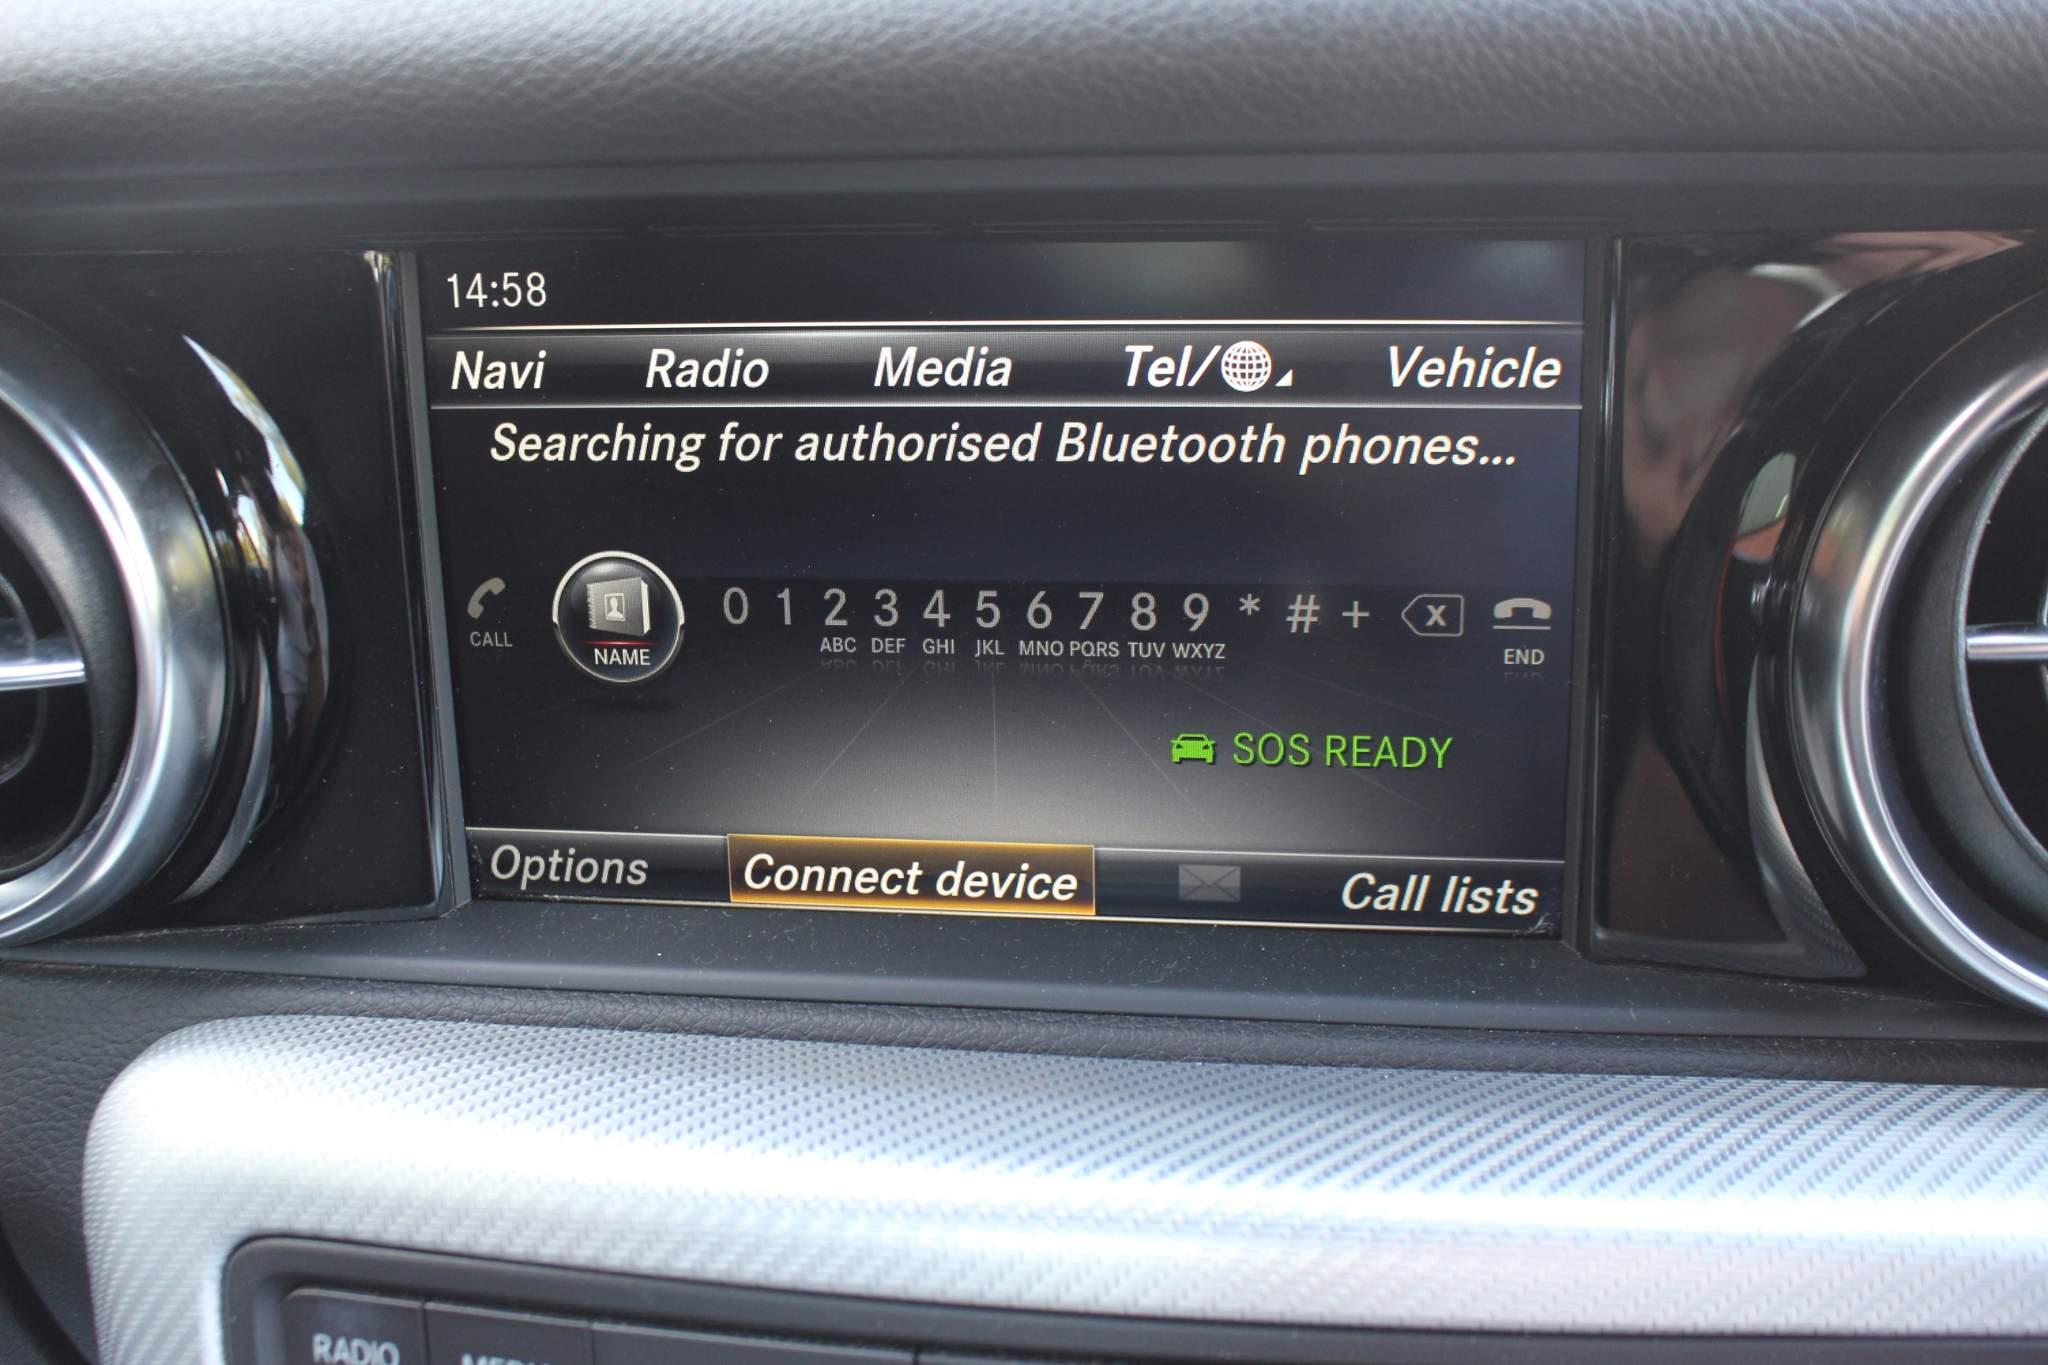 14:58
Navi Radio Media Tel/ Vehicle
Searching for authorised Bluetooth phones...
0 1 2 3 4 5 6 7 8 9 * # + X
CALL NAME ABC DEF GHI JKL MNO PQRS TUV WXYZ END
SOS READY
Options Connect device Call lists
RADIO